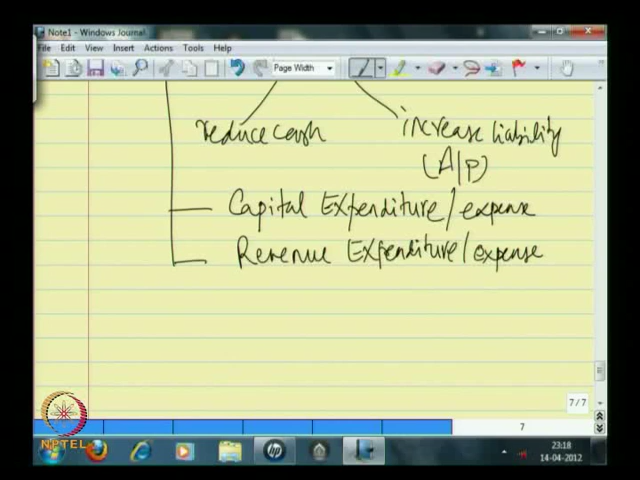 Note1 - Windows Journal
File Edit View Insert Actions Tools Help
Page Width
reduce cash
increase liability
(A/P)
Capital Expenditure/expense
Revenue Expenditure/expense
7/7
7
NPTEL
hp
23:18
14-04-2012